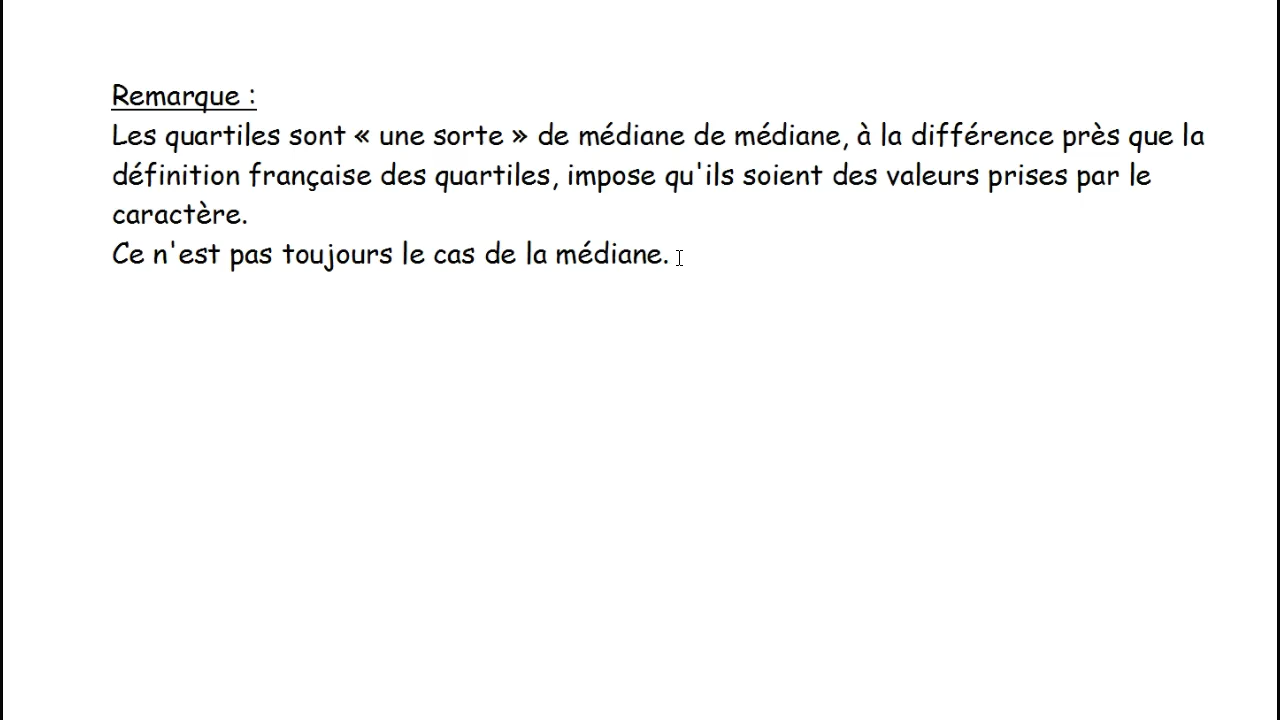 Remarque :
Les quartiles sont « une sorte » de médiane de médiane, à la différence près que la
définition française des quartiles, impose qu'ils soient des valeurs prises par le
caractère.
Ce n'est pas toujours le cas de la médiane.